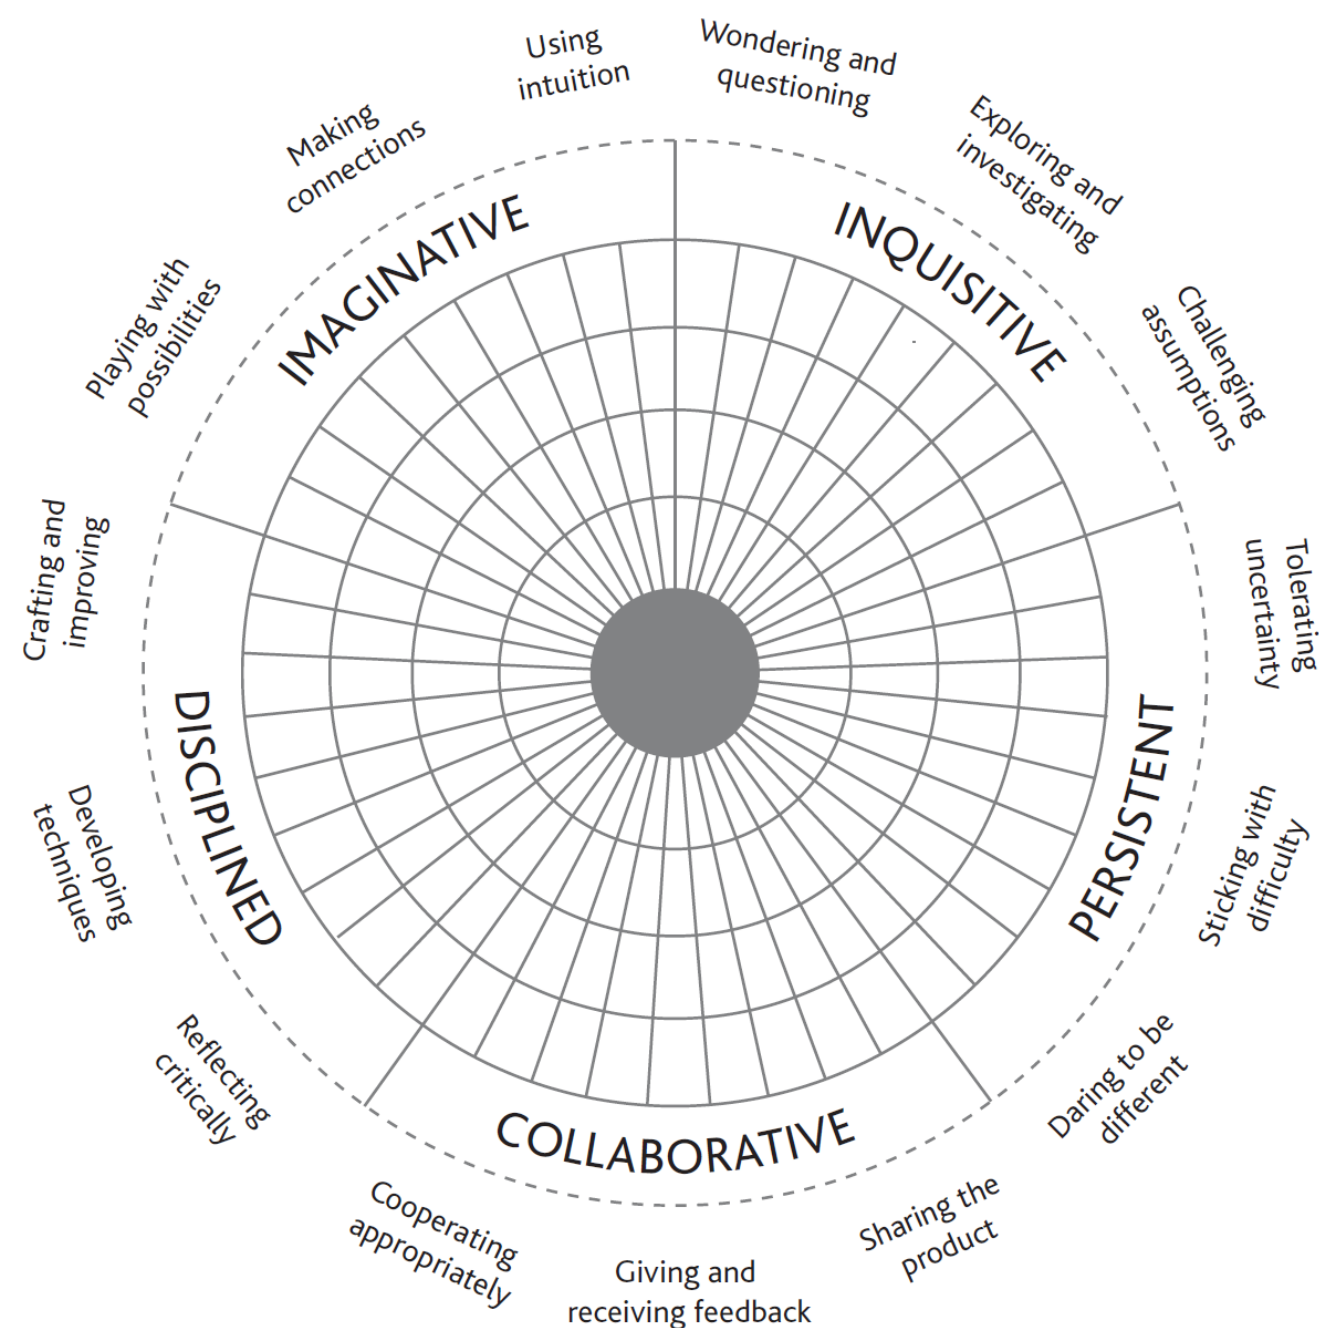 Using
intuition
Wondering and
questioning
Exploring and
investigating
Challenging
assumptions
Tolerating
uncertainty
Sticking with
difficulty
Daring to be
different
Sharing the
product
Giving and
receiving feedback
Cooperating
appropriately
Reflecting
critically
Developing
techniques
Crafting and
improving
Playing with
possibilities
Making
connections
IMAGINATIVE
INQUISITIVE
PERSISTENT
COLLABORATIVE
DISCIPLINED